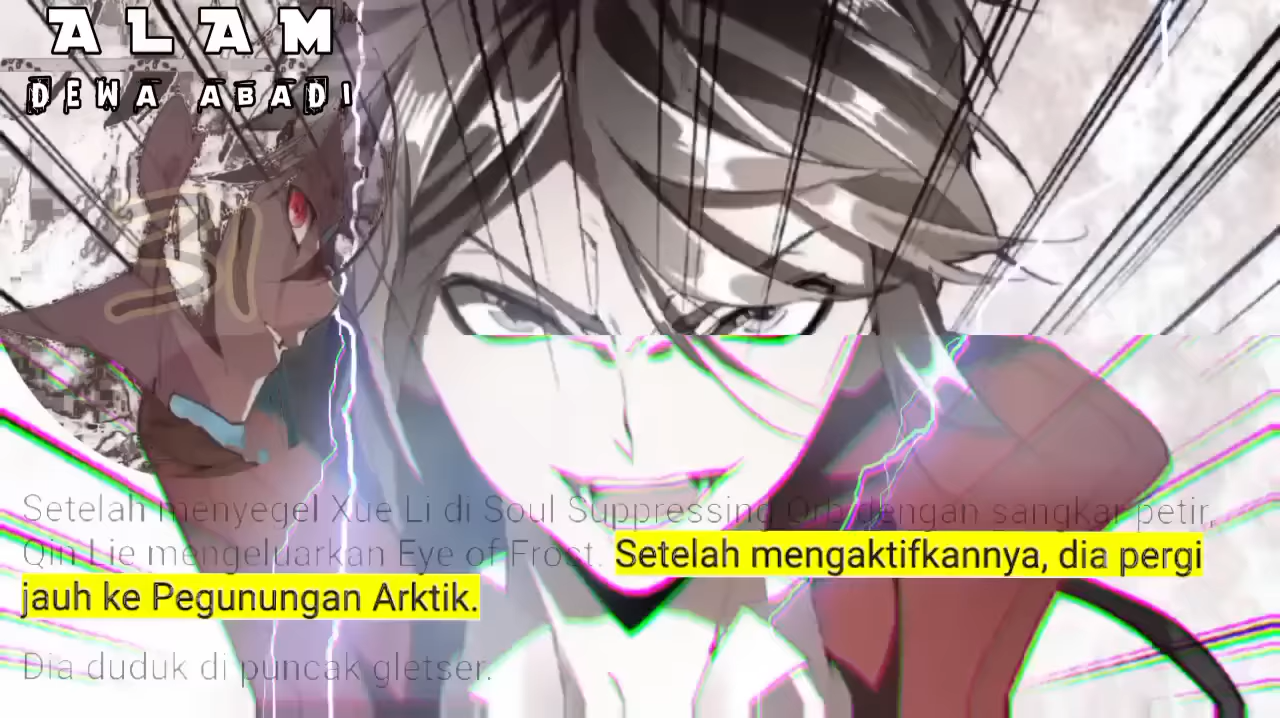 ALAM
DEWA ABADI
Setelah menyegel Xue Li di Soul Suppressing Orb dengan sangkar petir,
Qin Lie mengeluarkan Eye of Frost. Setelah mengaktifkannya, dia pergi
jauh ke Pegunungan Arktik.
Dia duduk di puncak gletser.